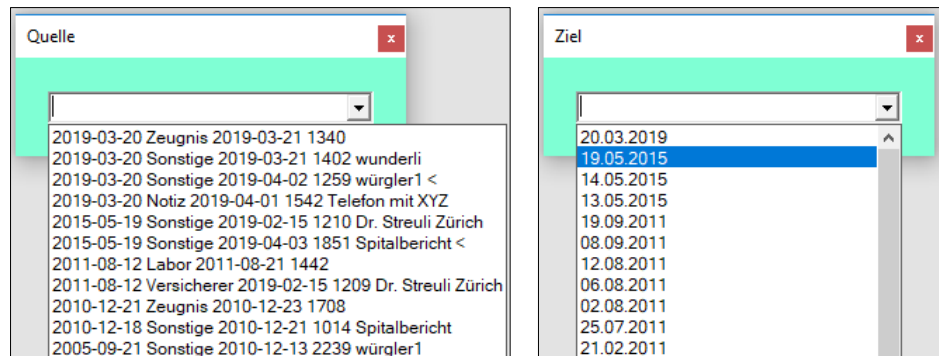 Quelle
x
2019-03-20 Zeugnis 2019-03-21 1340
2019-03-20 Sonstige 2019-03-21 1402 wunderli
2019-03-20 Sonstige 2019-04-02 1259 würgler1 <
2019-03-20 Notiz 2019-04-01 1542 Telefon mit XYZ
2015-05-19 Sonstige 2019-02-15 1210 Dr. Streuli Zürich
2015-05-19 Sonstige 2019-04-03 1851 Spitalbericht <
2011-08-12 Labor 2011-08-21 1442
2011-08-12 Versicherer 2019-02-15 1209 Dr. Streuli Zürich
2010-12-21 Zeugnis 2010-12-23 1708
2010-12-18 Sonstige 2010-12-21 1014 Spitalbericht
2005-09-21 Sonstige 2010-12-13 2239 würgler1
Ziel
x
20.03.2019
19.05.2015
14.05.2015
13.05.2015
19.09.2011
08.09.2011
12.08.2011
06.08.2011
02.08.2011
25.07.2011
21.02.2011